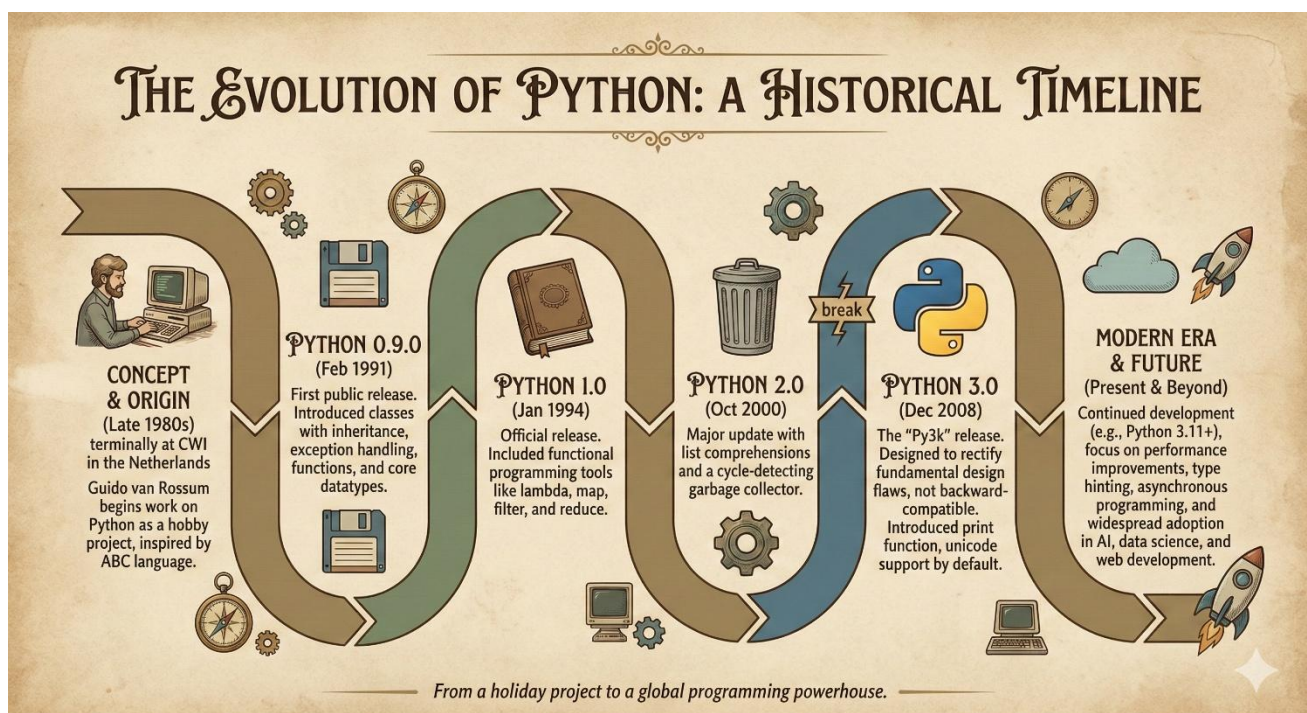 THE EVOLUTION OF PYTHON: A HISTORICAL TIMELINE
CONCEPT
& ORIGIN
(Late 1980s)
terminally at CWI
in the Netherlands
Guido van Rossum
begins work on
Python as a hobby
project, inspired by
ABC language.
PYTHON 0.9.0
(Feb 1991)
First public release.
Introduced classes
with inheritance,
exception handling,
functions, and core
datatypes.
PYTHON 1.0
(Jan 1994)
Official release.
Included functional
programming tools
like lambda, map,
filter, and reduce.
PYTHON 2.0
(Oct 2000)
Major update with
list comprehensions
and a cycle-detecting
garbage collector.
break
PYTHON 3.0
(Dec 2008)
The “Py3k” release.
Designed to rectify
fundamental design
flaws, not backward-
compatible.
Introduced print
function, unicode
support by default.
MODERN ERA
& FUTURE
(Present & Beyond)
Continued development
(e.g., Python 3.11+),
focus on performance
improvements, type
hinting, asynchronous
programming, and
widespread adoption
in AI, data science, and
web development.
From a holiday project to a global programming powerhouse.